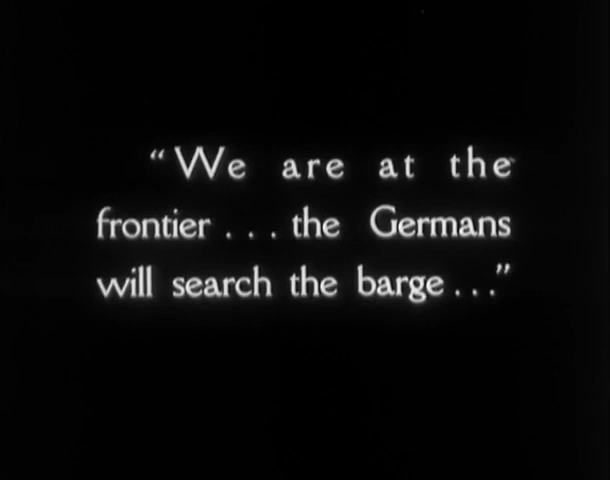 “We are at the
frontier . . . the Germans
will search the barge . . .”